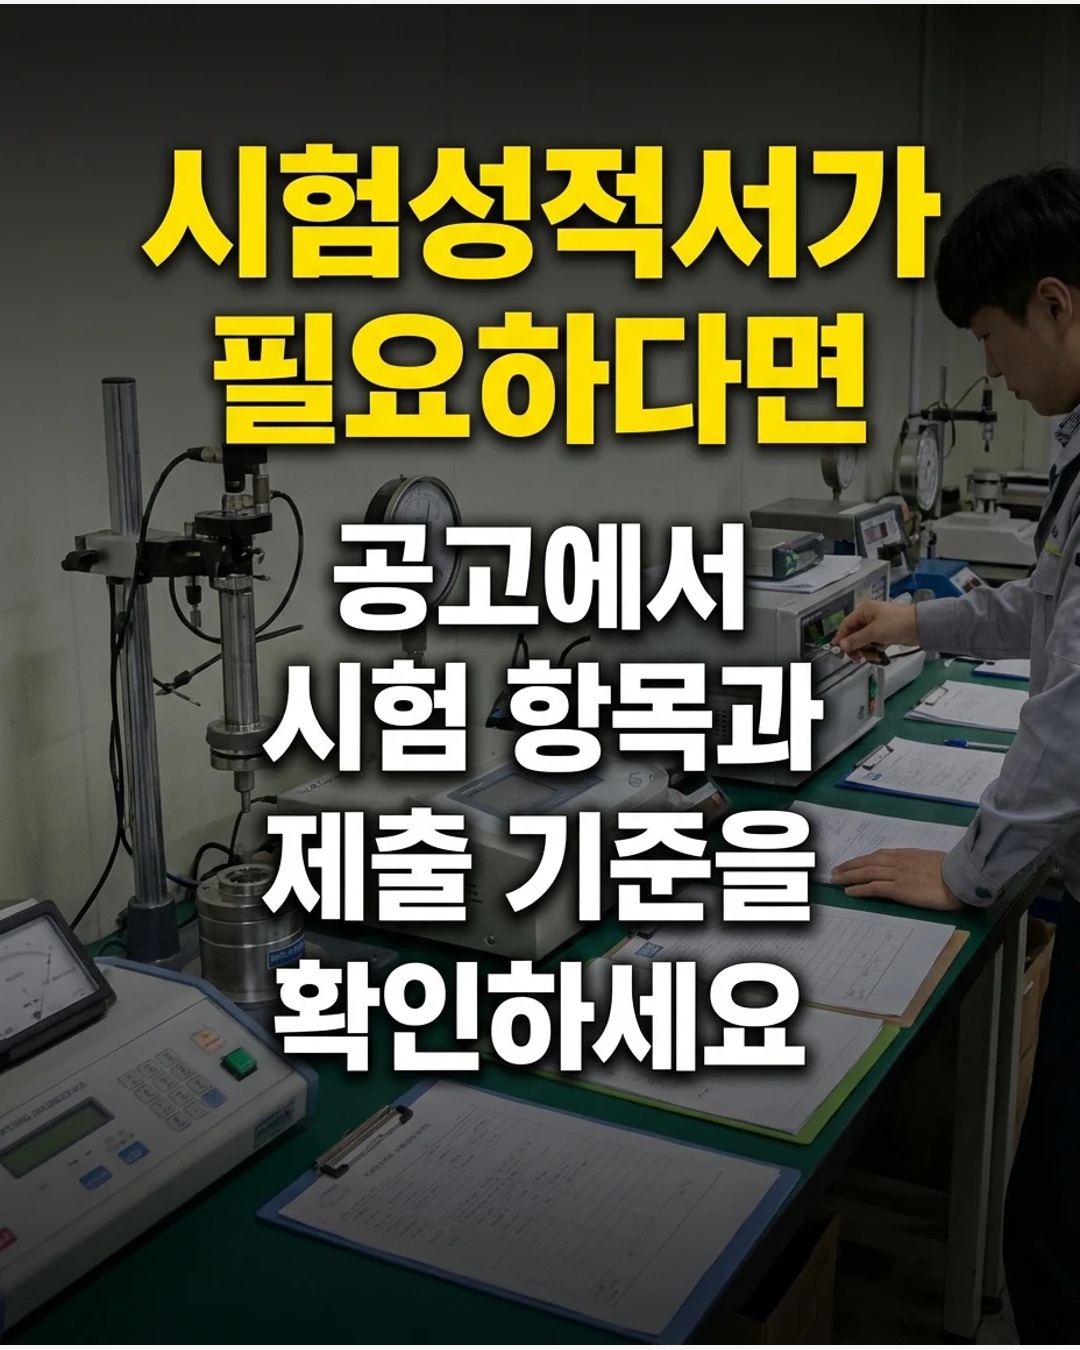 시험성적서가
필요하다면
공고에서
시험 항목과
제출 기준을
확인하세요